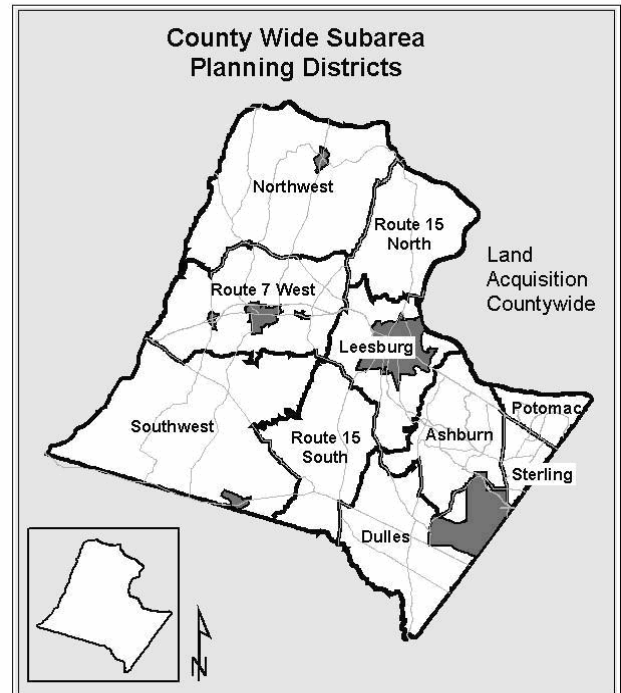 County Wide Subarea
Planning Districts
Northwest
Route 15
North
Land
Acquisition
Countywide
Route 7 West
Leesburg
Potomac
Southwest
Route 15
South
Ashburn
Sterling
Dulles
N